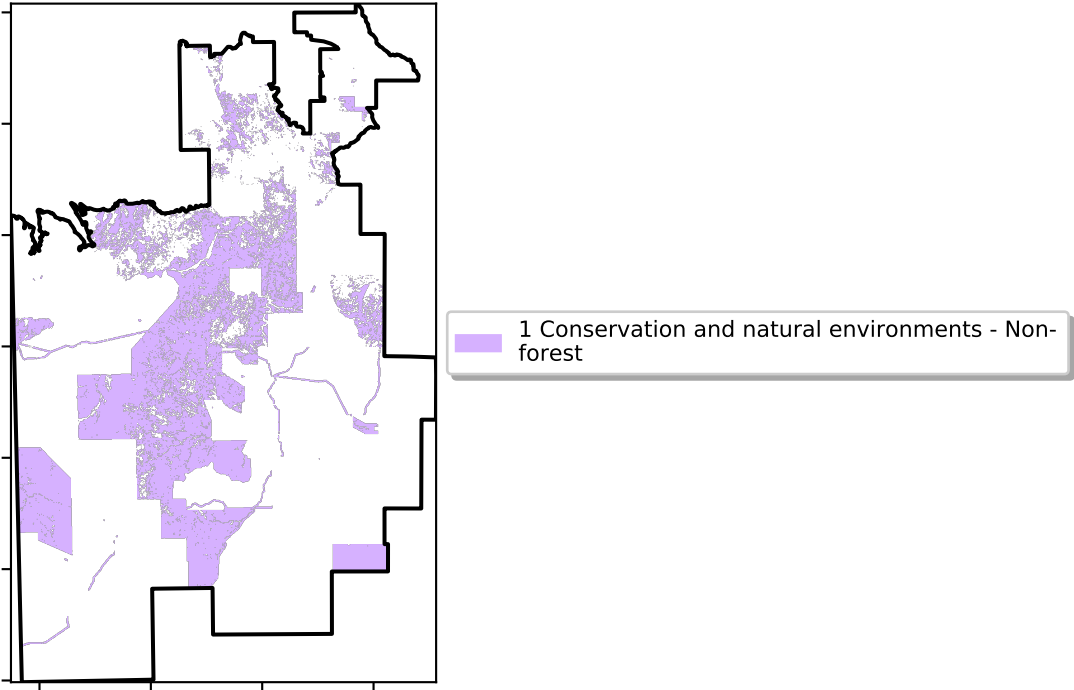 1 Conservation and natural environments - Non-
forest